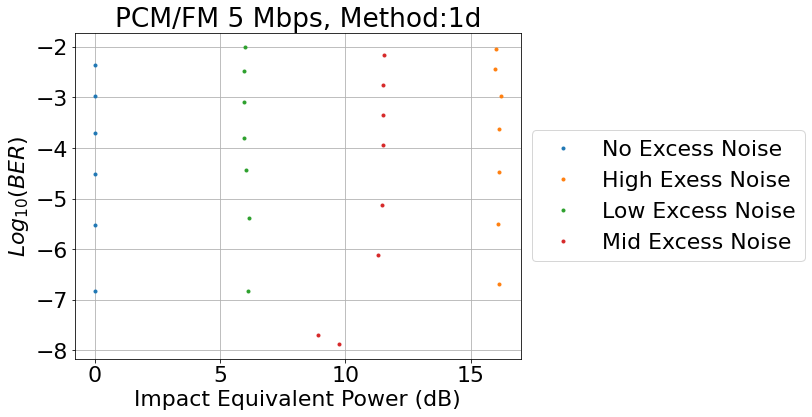 PCM/FM 5 Mbps, Method:1d
−2
−3
−4
−5
−6
−7
−8
Log10(BER)
0 5 10 15
Impact Equivalent Power (dB)
No Excess Noise
High Exess Noise
Low Excess Noise
Mid Excess Noise